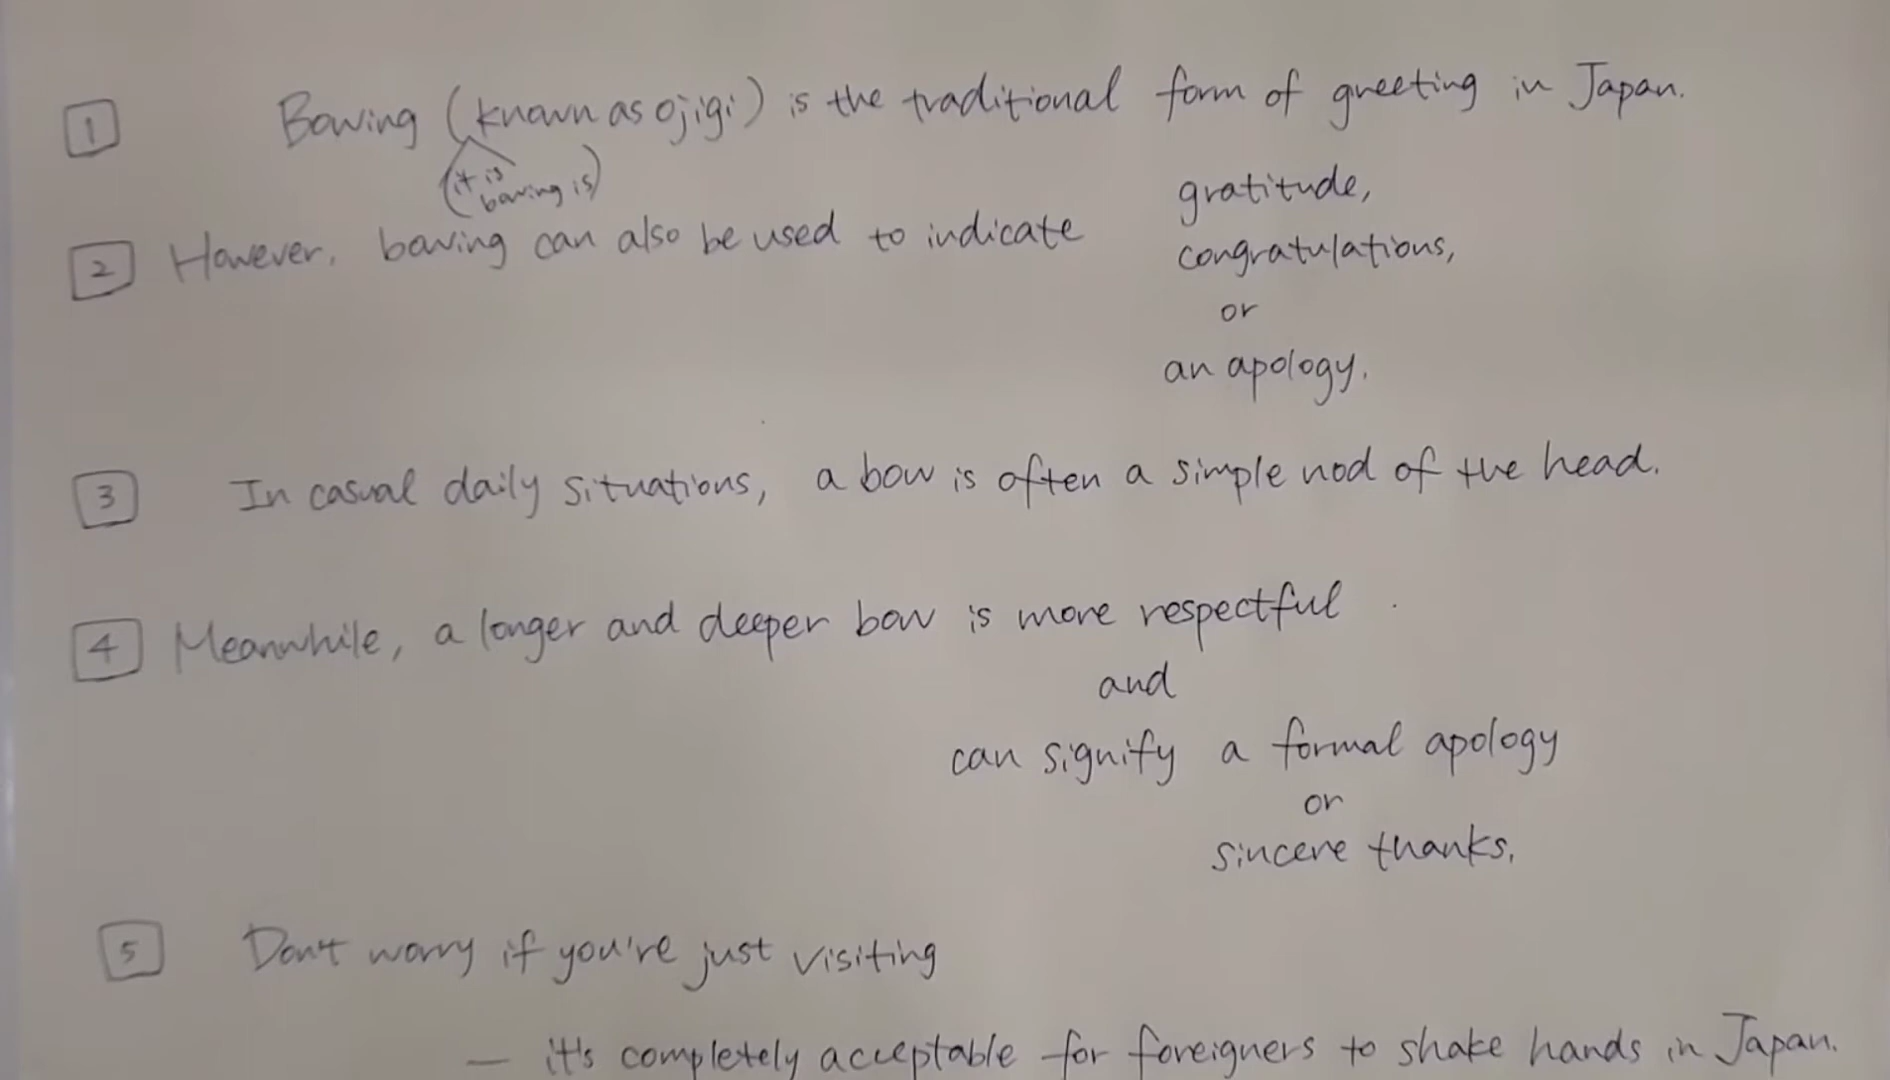 1 Bowing (known as ojigi) is the traditional form of greeting in Japan.
(it is
bowing is)
2 However, bowing can also be used to indicate gratitude,
congratulations,
or
an apology.
3 In casual daily situations, a bow is often a simple nod of the head.
4 Meanwhile, a longer and deeper bow is more respectful
and
can signify a formal apology
or
sincere thanks.
5 Don't worry if you're just visiting
— it's completely acceptable for foreigners to shake hands in Japan.